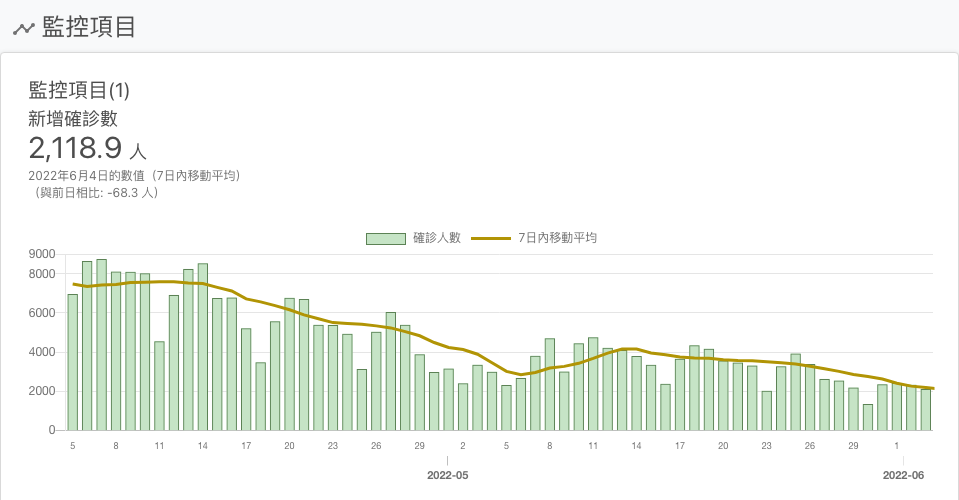 監控項目
監控項目(1)
新增確診數
2,118.9 人
2022年6月4日的數值（7日內移動平均）
（與前日相比: -68.3 人）
確診人數 7日內移動平均
9000
8000
6000
4000
2000
0
5 8 11 14 17 20 23 26 29 2 5 8 11 14 17 20 23 26 29 1
2022-05 2022-06